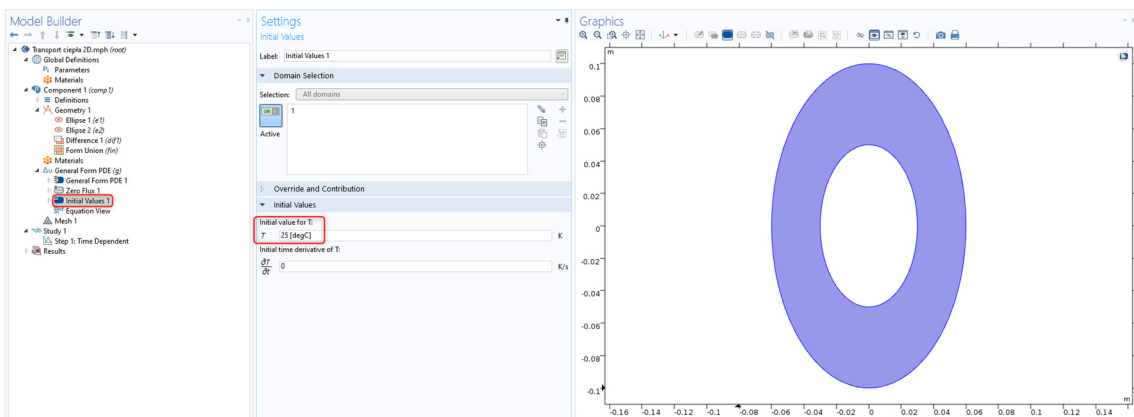 Model Builder
Transport ciepła 2D.mph (root)
Global Definitions
Pi Parameters
Materials
Component 1 (comp1)
Definitions
Geometry 1
Ellipse 1 (e1)
Ellipse 2 (e2)
Difference 1 (dif1)
Form Union (fin)
Materials
Δu General Form PDE (g)
General Form PDE 1
Zero Flux 1
Initial Values 1
Equation View
Mesh 1
Study 1
Step 1: Time Dependent
Results
Settings
Initial Values
Label: Initial Values 1
Domain Selection
Selection: All domains
1
Active
Override and Contribution
Initial Values
Initial value for T:
T 25 [degC] K
Initial time derivative of T:
∂T/∂t 0 K/s
Graphics
m
0.1
0.08
0.06
0.04
0.02
0
-0.02
-0.04
-0.06
-0.08
-0.1
m
-0.16 -0.14 -0.12 -0.1 -0.08 -0.06 -0.04 -0.02 0 0.02 0.04 0.06 0.08 0.1 0.12 0.14